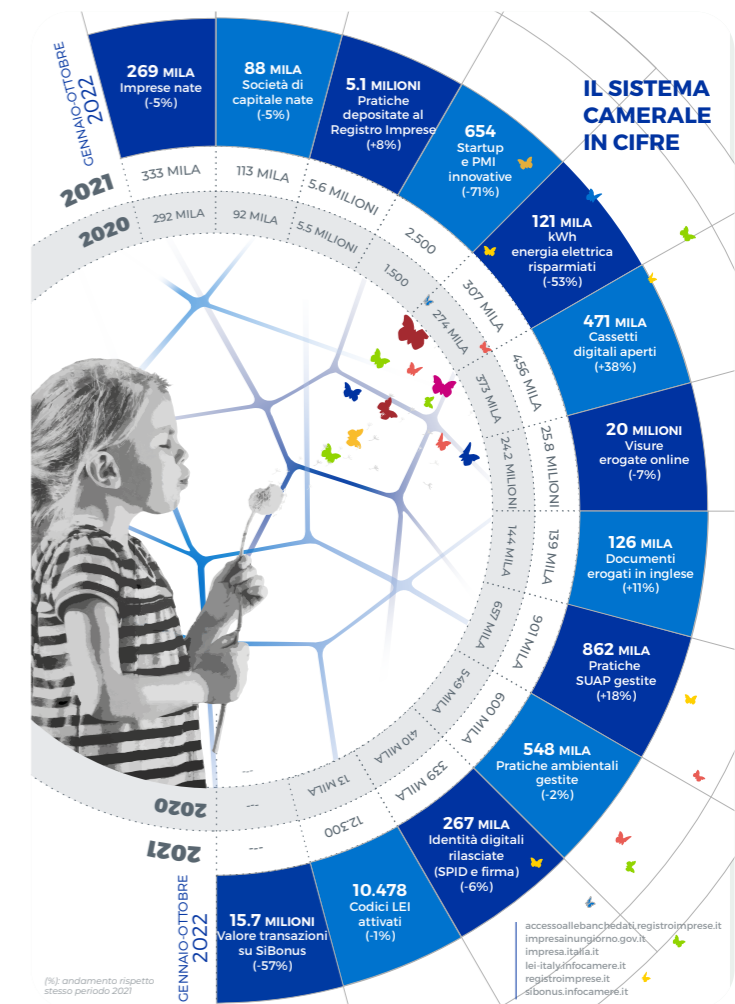 IL SISTEMA
CAMERALE
IN CIFRE
GENNAIO-OTTOBRE
2022
269 MILA
Imprese nate
(-5%)
88 MILA
Società di
capitale nate
(-5%)
5.1 MILIONI
Pratiche
depositate al
Registro Imprese
(+8%)
654
Startup
e PMI
innovative
(-71%)
121 MILA
kWh
energia elettrica
risparmiati
(-53%)
471 MILA
Cassetti
digitali aperti
(+38%)
20 MILIONI
Visure
erogate online
(-7%)
126 MILA
Documenti
erogati in inglese
(+11%)
862 MILA
Pratiche
SUAP gestite
(+18%)
548 MILA
Pratiche ambientali
gestite
(-2%)
267 MILA
Identità digitali
rilasciate
(SPID e firma)
(-6%)
10.478
Codici LEI
attivati
(-1%)
15.7 MILIONI
Valore transazioni
su SiBonus
(-57%)
GENNAIO-OTTOBRE
2022
2021
333 MILA
113 MILA
5.6 MILIONI
2.500
307 MILA
456 MILA
25.8 MILIONI
139 MILA
901 MILA
600 MILA
339 MILA
12.300
---
2021
2020
292 MILA
92 MILA
5.5 MILIONI
1.500
274 MILA
373 MILA
24.2 MILIONI
144 MILA
657 MILA
549 MILA
410 MILA
13 MILA
---
2020
(%): andamento rispetto
stesso periodo 2021
accessoallebanchedati.registroimprese.it
impresainungiorno.gov.it
impresa.italia.it
lei-italy.infocamere.it
registroimprese.it
sibonus.infocamere.it